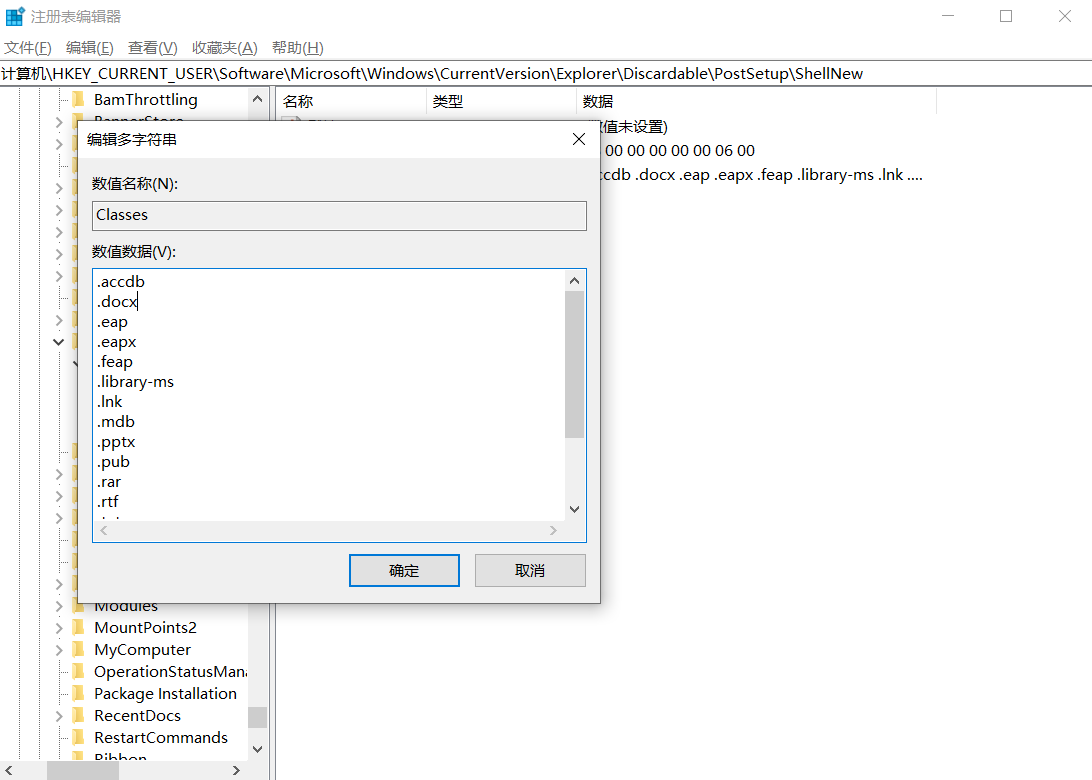 注册表编辑器
文件(F) 编辑(E) 查看(V) 收藏夹(A) 帮助(H)
计算机\HKEY_CURRENT_USER\Software\Microsoft\Windows\CurrentVersion\Explorer\Discardable\PostSetup\ShellNew
BamThrottling
名称 类型 数据
值未设置)
00 00 00 00 00 06 00
ccdb .docx .eap .eapx .feap .library-ms .lnk ....
编辑多字符串
数值名称(N):
Classes
数值数据(V):
.accdb
.docx
.eap
.eapx
.feap
.library-ms
.lnk
.mdb
.pptx
.pub
.rar
.rtf
确定 取消
Modules
MountPoints2
MyComputer
OperationStatusMana
Package Installation
RecentDocs
RestartCommands
Ribbon